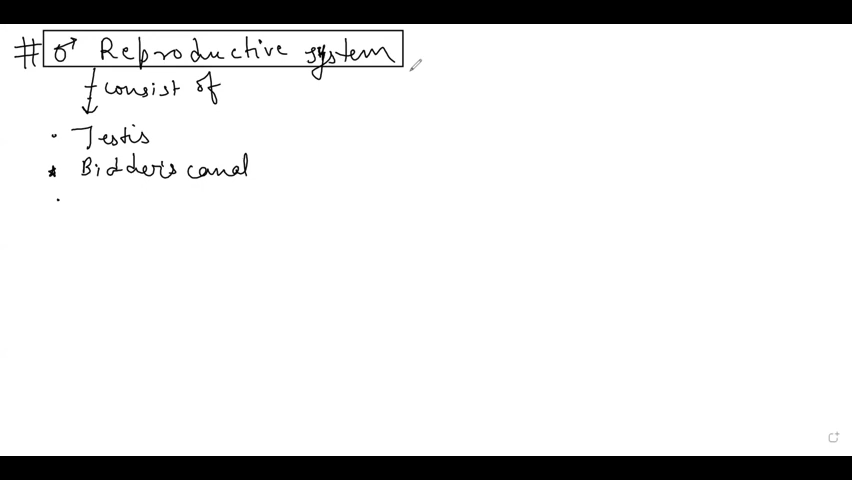 # ♂ Reproductive system
consist of
• Testis
* Bidder's canal
•